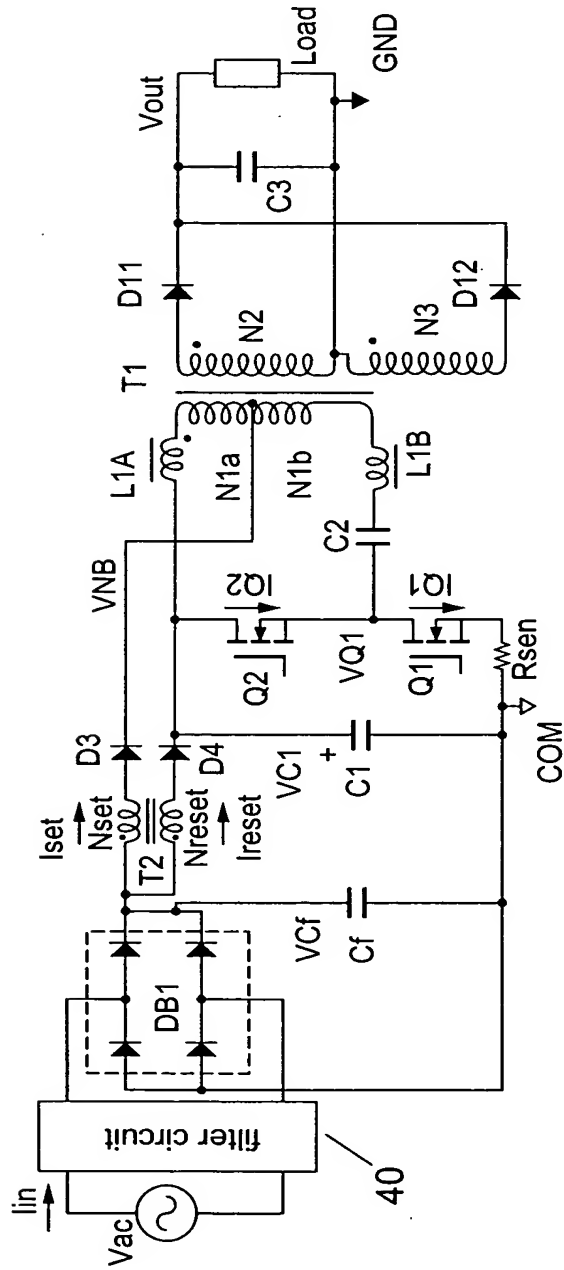 Iin
Vac
filter circuit
40
DB1
VCf
Cf
Iset
Nset
T2
Nreset
Ireset
D3
D4
VC1
+
C1
COM
VNB
Q2
IQ2
VQ1
Q1
IQ1
Rsen
C2
L1A
N1a
N1b
L1B
T1
N2
N3
D11
D12
C3
Vout
Load
GND